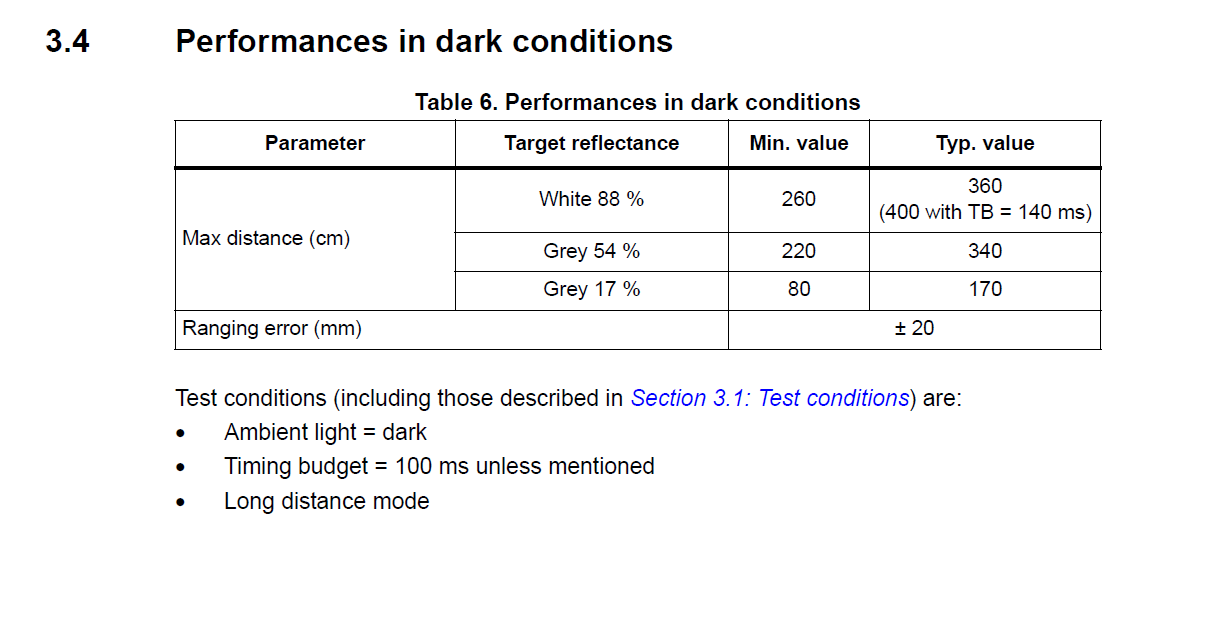 3.4 Performances in dark conditions
Table 6. Performances in dark conditions
Parameter Target reflectance Min. value Typ. value
Max distance (cm)
White 88 % 260 360
(400 with TB = 140 ms)
Grey 54 % 220 340
Grey 17 % 80 170
Ranging error (mm) ± 20
Test conditions (including those described in Section 3.1: Test conditions) are:
• Ambient light = dark
• Timing budget = 100 ms unless mentioned
• Long distance mode